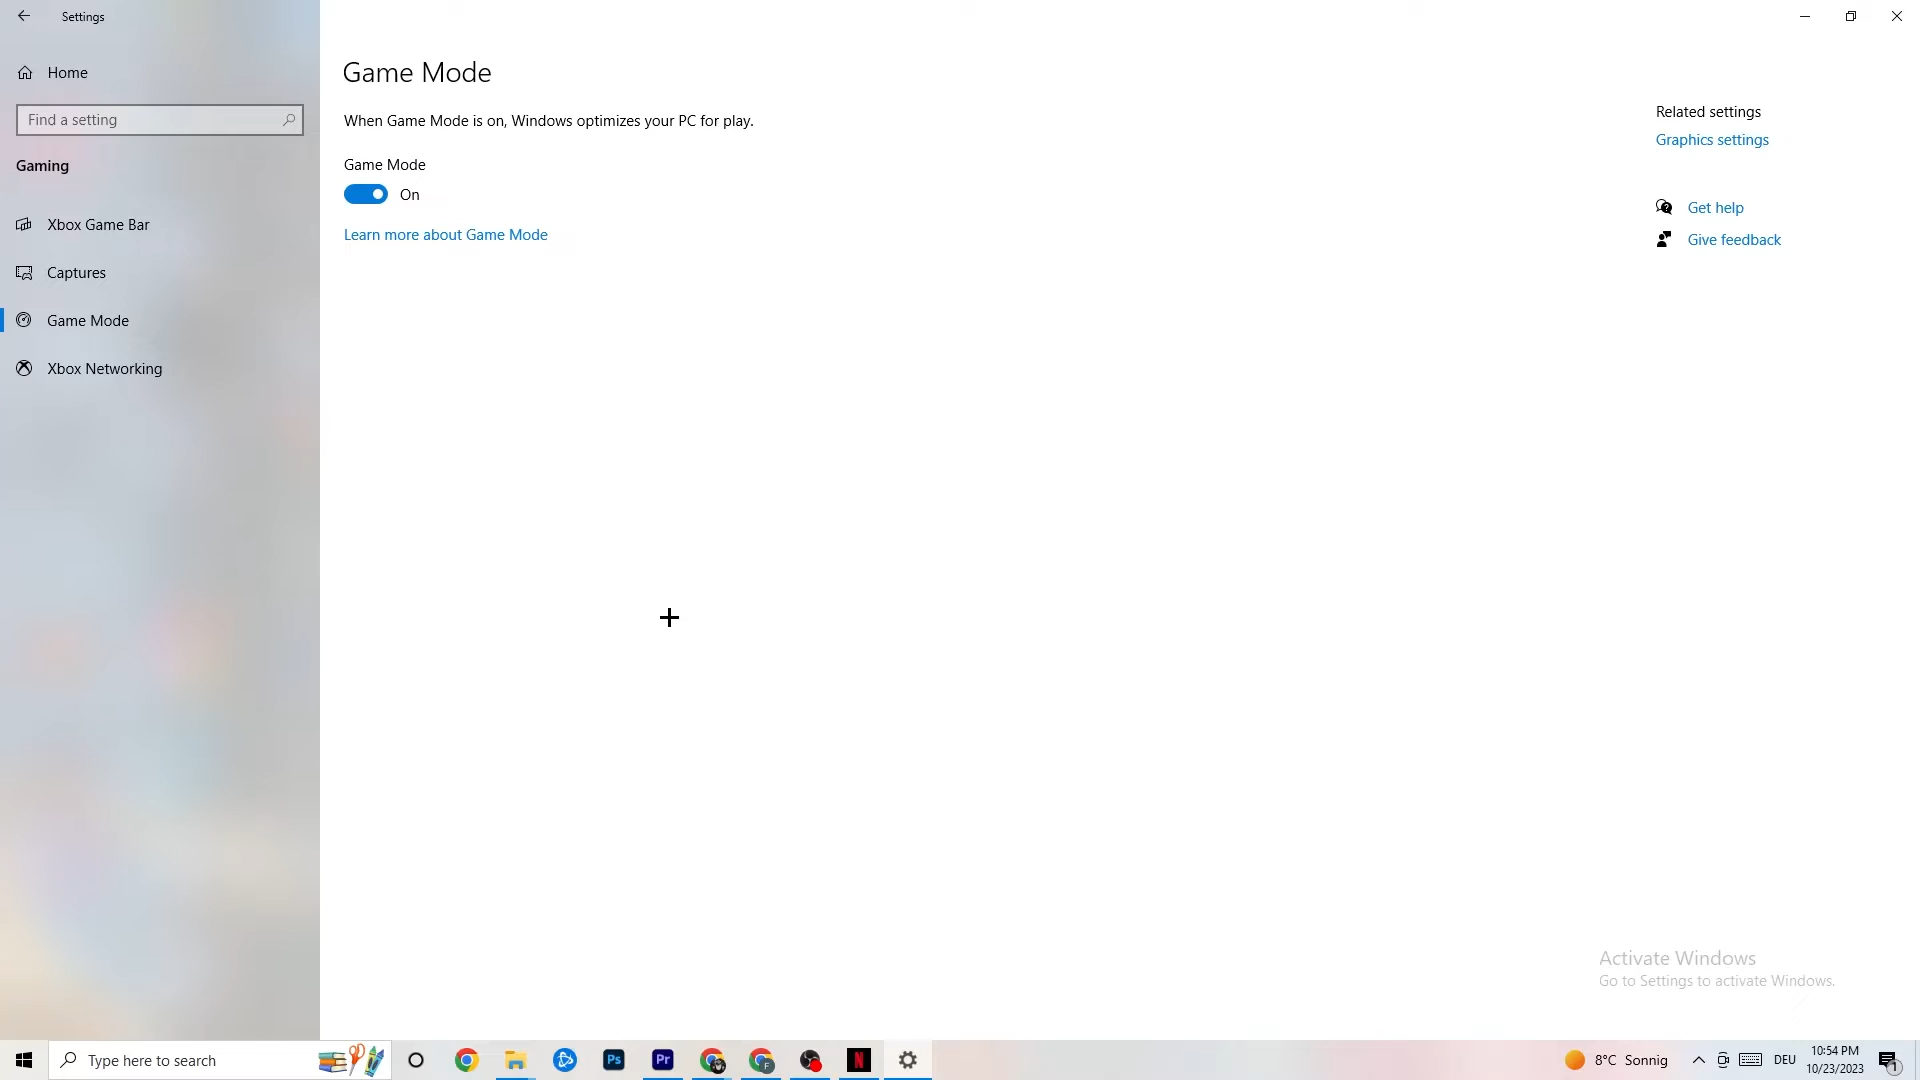 Settings
Home
Find a setting
Gaming
Xbox Game Bar
Captures
Game Mode
Xbox Networking
Game Mode
When Game Mode is on, Windows optimizes your PC for play.
Game Mode
On
Learn more about Game Mode
Related settings
Graphics settings
Get help
Give feedback
Activate Windows
Go to Settings to activate Windows.
Type here to search
Ps
Pr
F
N
8°C Sonnig
DEU
10:54 PM
10/23/2023
1